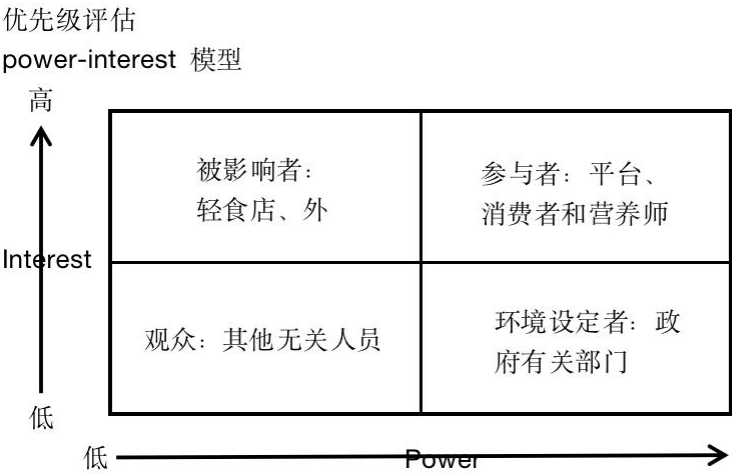 优先级评估
power-interest 模型
高
被影响者：
轻食店、外
参与者：平台、
消费者和营养师
Interest
观众：其他无关人员
环境设定者：政
府有关部门
低
低
Power